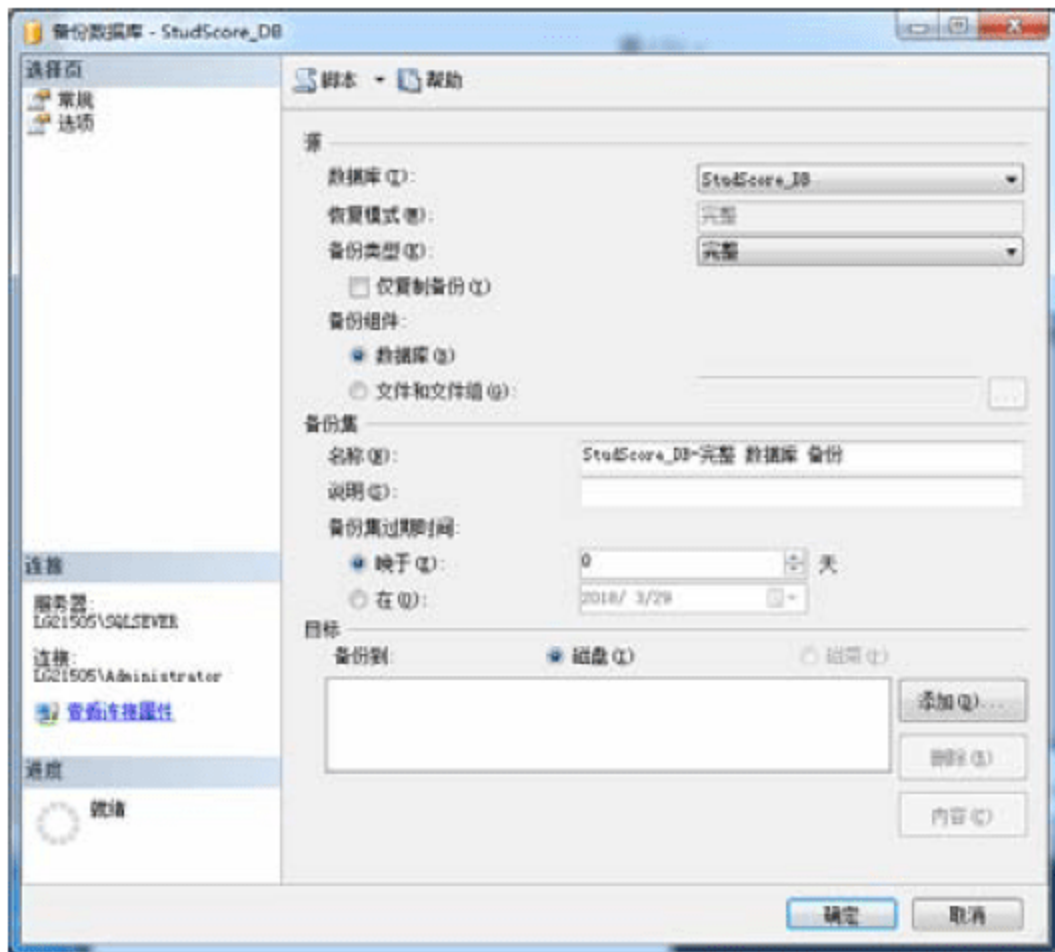 备份数据库 - StudScore_DB
选择页
常规
选项
脚本
帮助
源
数据库(T):
StudScore_DB
恢复模式(M):
完整
备份类型(K):
完整
仅复制备份(Y)
备份组件:
数据库(B)
文件和文件组(G):
...
备份集
名称(N):
StudScore_DB-完整 数据库 备份
说明(S):
备份集过期时间:
晚于(E):
0
天
在(O):
2018/ 3/29
目标
备份到:
磁盘(I)
磁带(P)
添加(D)...
删除(R)
内容(C)
连接
服务器:
LG21505\SQLSEVER
连接:
LG21505\Administrator
查看连接属性
进度
就绪
确定
取消